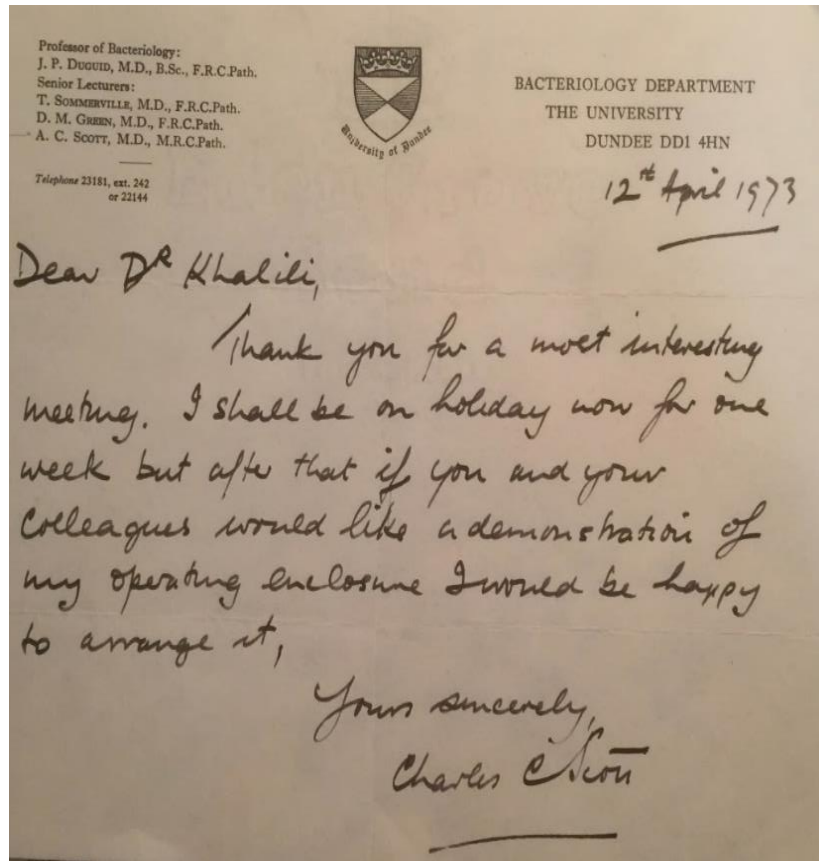 Professor of Bacteriology:
J. P. DUGUID, M.D., B.Sc., F.R.C.Path.
Senior Lecturers:
T. SOMMERVILLE, M.D., F.R.C.Path.
D. M. GREEN, M.D., F.R.C.Path.
A. C. SCOTT, M.D., M.R.C.Path.
Telephone 23181, ext. 242
or 22144
University of Dundee
BACTERIOLOGY DEPARTMENT
THE UNIVERSITY
DUNDEE DD1 4HN
12th April 1973
Dear DR Khalili,
Thank you for a most interesting
meeting. I shall be on holiday now for one
week but after that if you and your
colleagues would like a demonstration of
my operating enclosure I would be happy
to arrange it,
Yours sincerely,
Charles C Scott